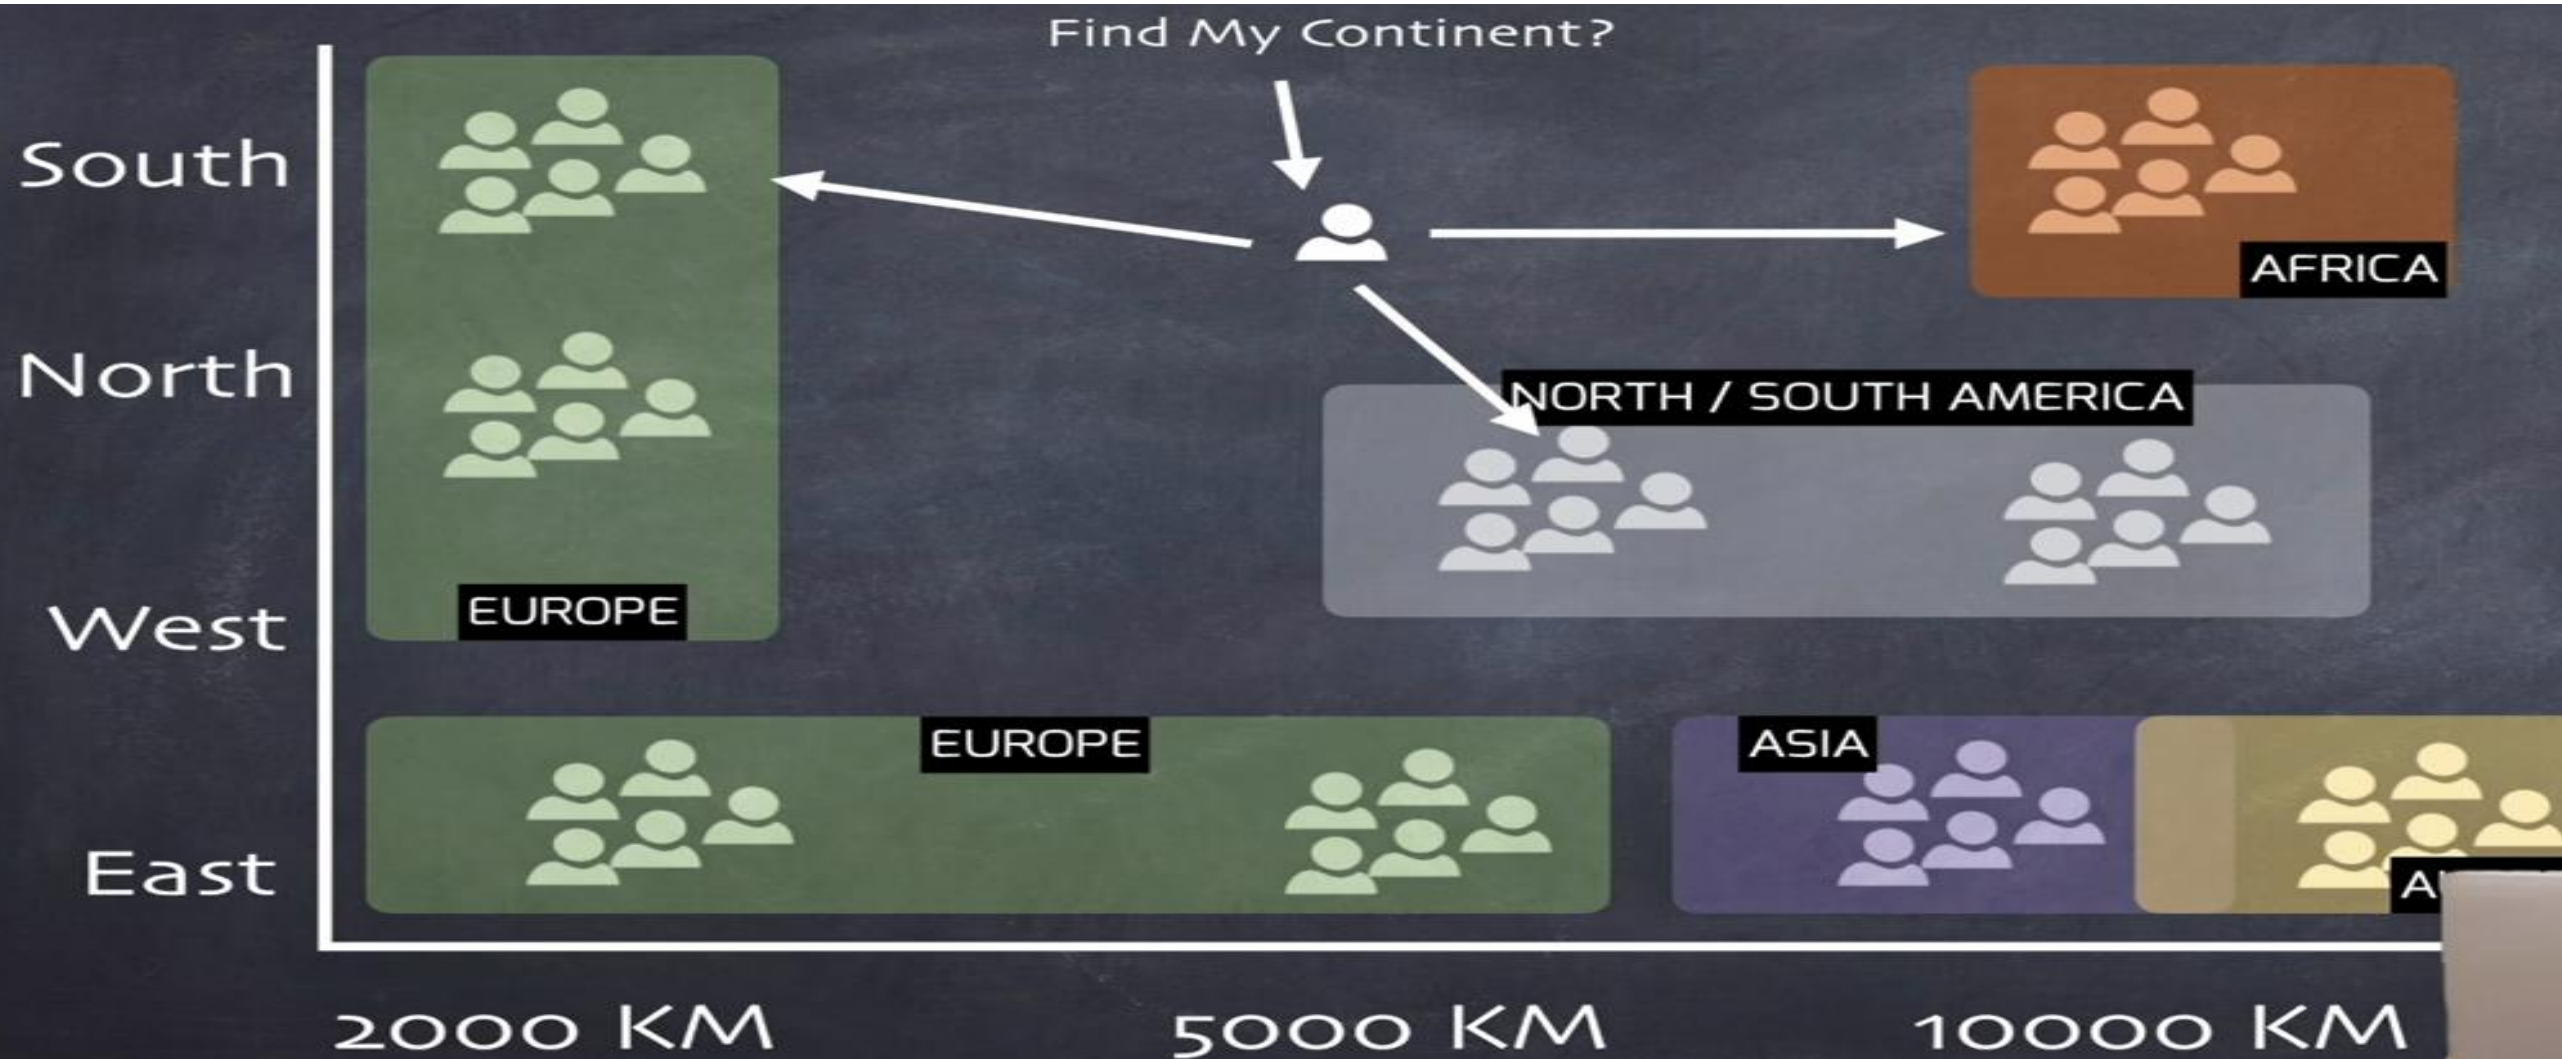 Find My Continent?
South
AFRICA
North
NORTH / SOUTH AMERICA
West
EUROPE
EUROPE
ASIA
East
2000 KM
5000 KM
10000 KM